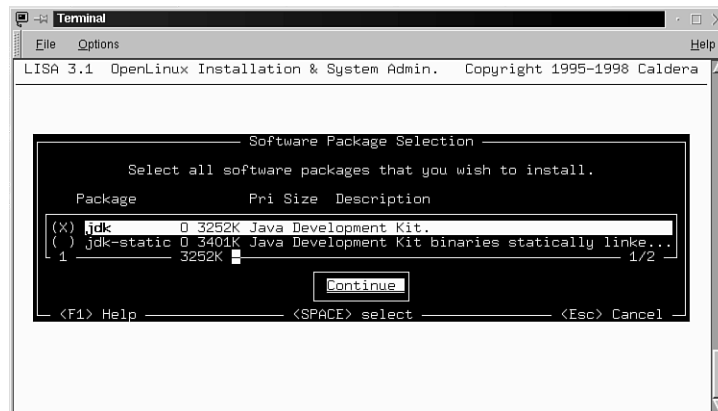 Terminal
File Options Help
LISA 3.1 OpenLinux Installation & System Admin. Copyright 1995-1998 Caldera
Software Package Selection
Select all software packages that you wish to install.
Package Pri Size Description
(X) jdk O 3252K Java Development Kit.
( ) jdk-static O 3401K Java Development Kit binaries statically linke...
1 3252K 1/2
Continue
<F1> Help <SPACE> select <Esc> Cancel